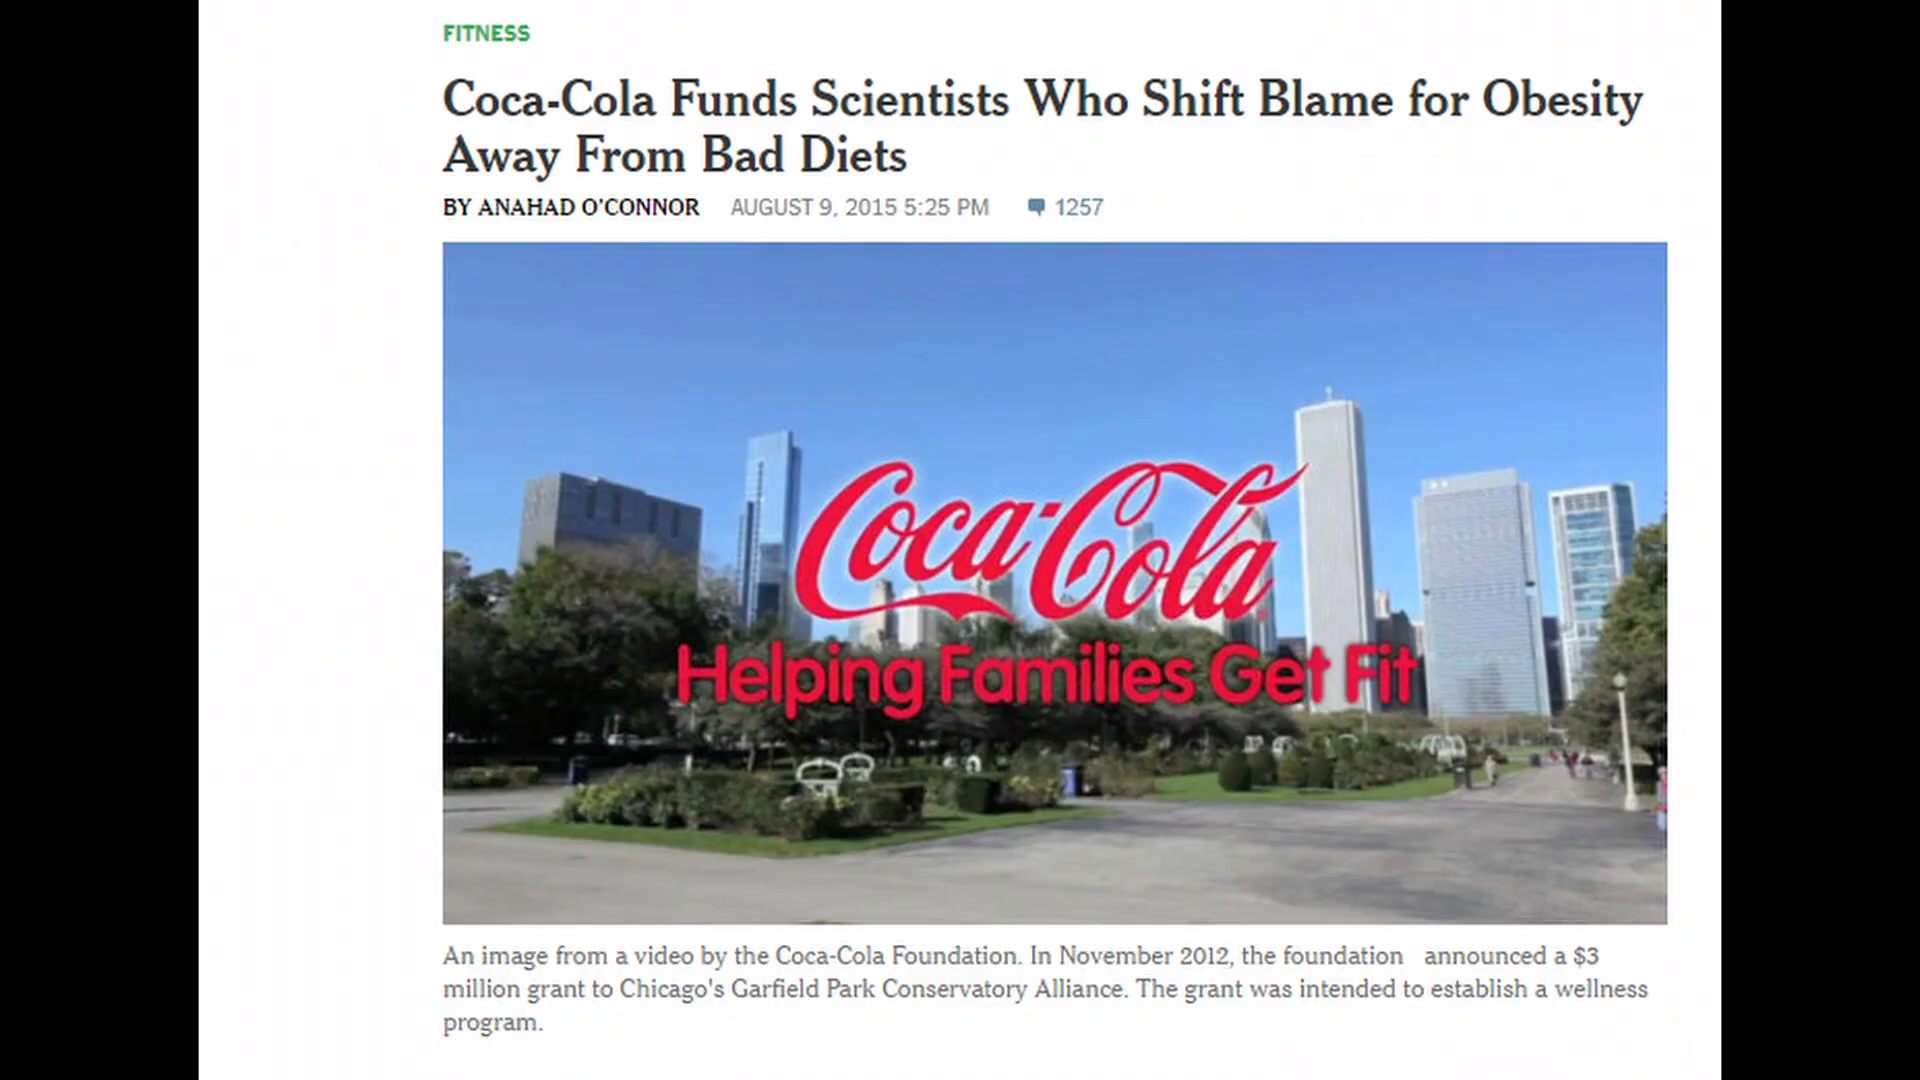 FITNESS
Coca-Cola Funds Scientists Who Shift Blame for Obesity
Away From Bad Diets
BY ANAHAD O'CONNOR AUGUST 9, 2015 5:25 PM 1257
Coca-Cola
Helping Families Get Fit
An image from a video by the Coca-Cola Foundation. In November 2012, the foundation announced a $3
million grant to Chicago's Garfield Park Conservatory Alliance. The grant was intended to establish a wellness
program.